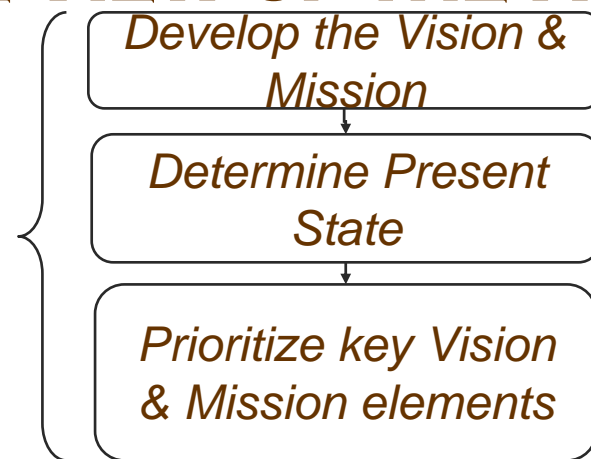 Develop the Vision &
Mission
Determine Present
State
Prioritize key Vision
& Mission elements